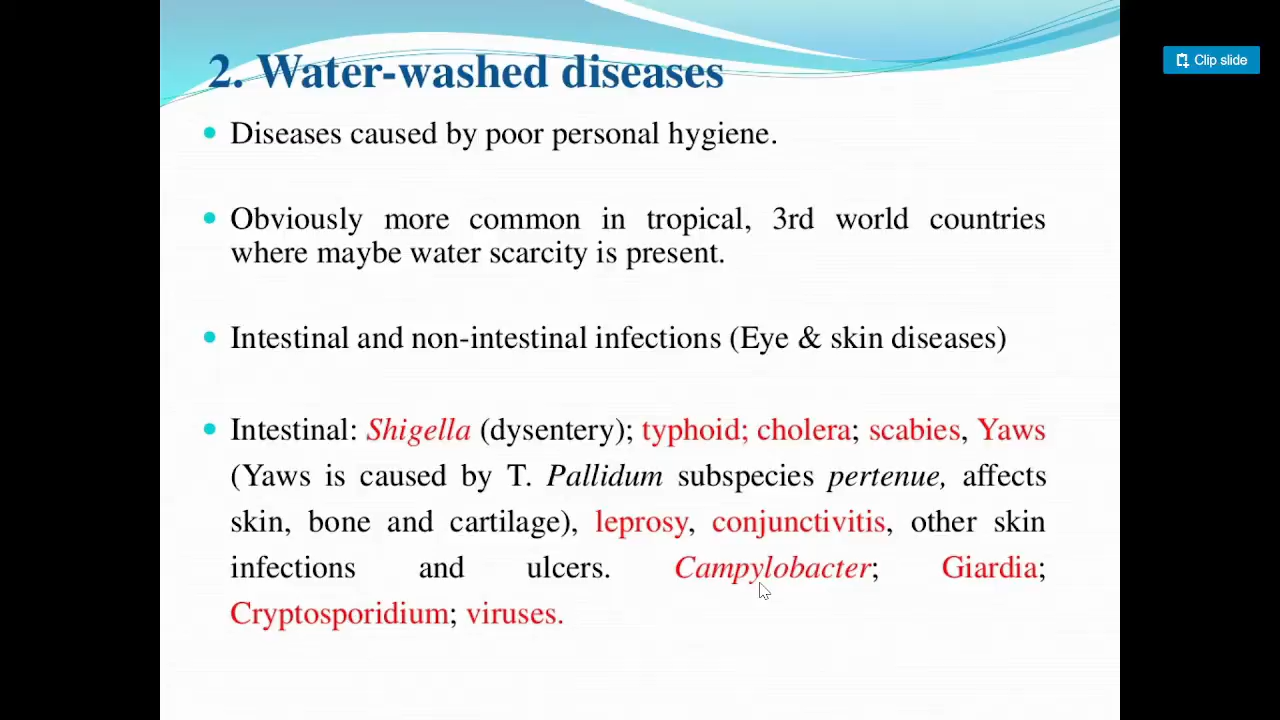 2. Water-washed diseases
Clip slide
• Diseases caused by poor personal hygiene.
• Obviously more common in tropical, 3rd world countries
where maybe water scarcity is present.
• Intestinal and non-intestinal infections (Eye & skin diseases)
• Intestinal: Shigella (dysentery); typhoid; cholera; scabies, Yaws
(Yaws is caused by T. Pallidum subspecies pertenue, affects
skin, bone and cartilage), leprosy, conjunctivitis, other skin
infections and ulcers. Campylobacter; Giardia;
Cryptosporidium; viruses.